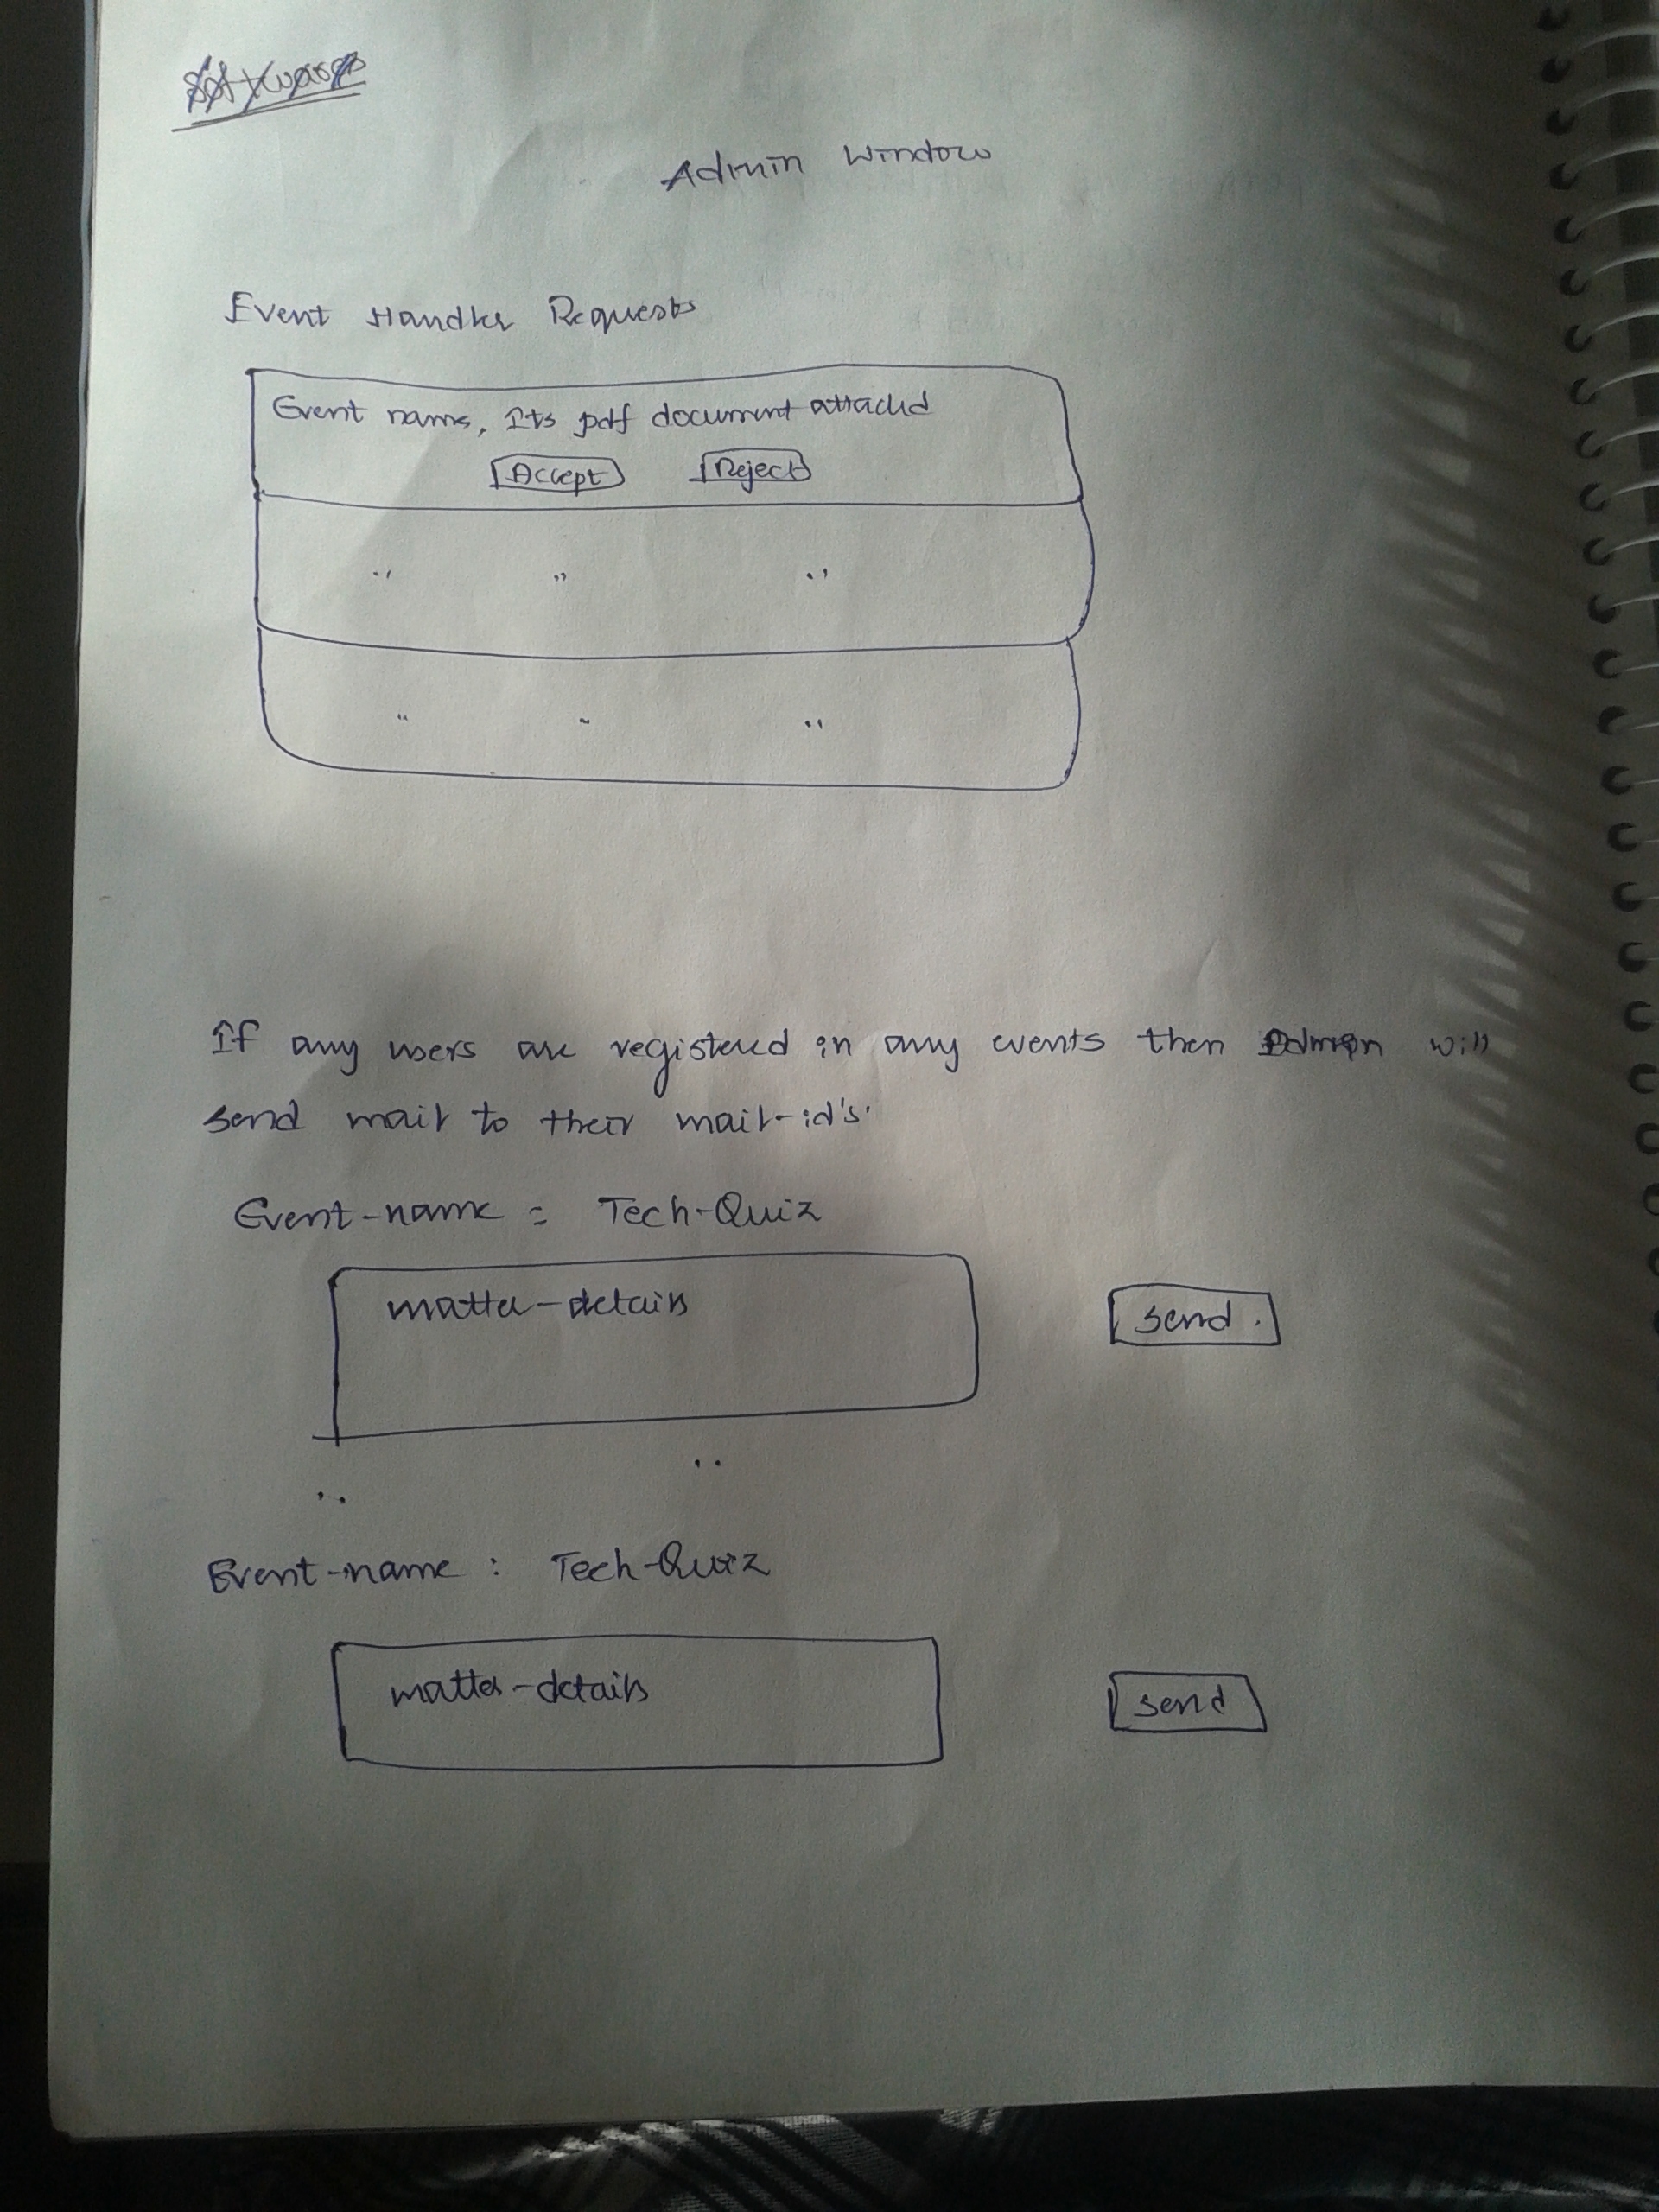 Admin Window
Event Handler Requests
Event name, Its pdf document attached
Accept Reject
" " "
" " "
If any users are registered in any events then Admin will
send mail to their mail-id's.
Event-name = Tech-Quiz
matter-details
send.
" "
Event-name : Tech-Quiz
matter-details
send